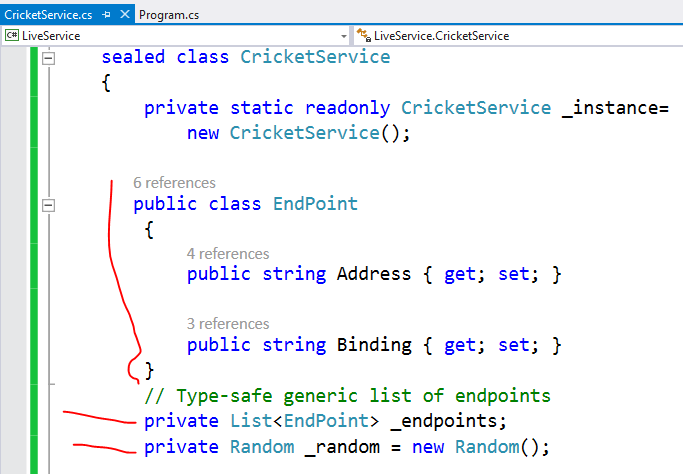 CricketService.cs
Program.cs
C# LiveService
LiveService.CricketService
sealed class CricketService
{
private static readonly CricketService _instance=
new CricketService();
6 references
public class EndPoint
{
4 references
public string Address { get; set; }
3 references
public string Binding { get; set; }
}
// Type-safe generic list of endpoints
private List<EndPoint> _endpoints;
private Random _random = new Random();